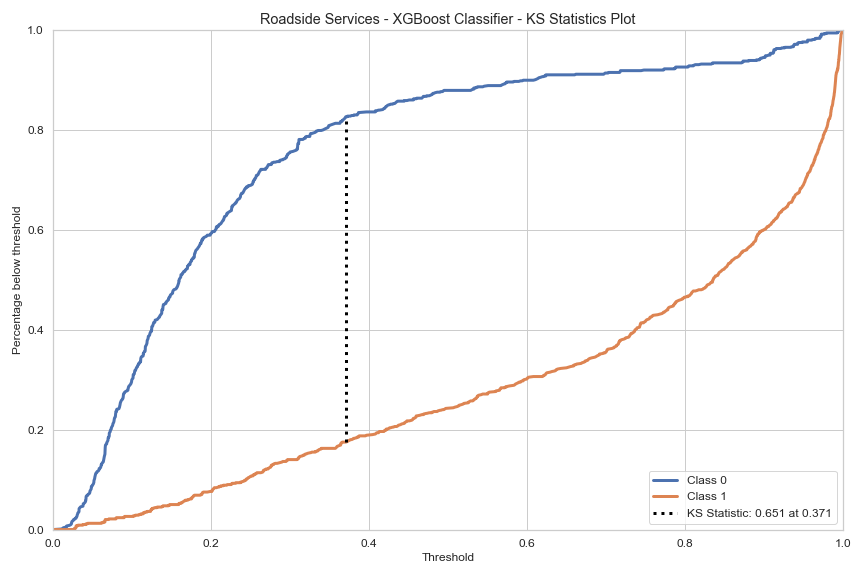 Roadside Services - XGBoost Classifier - KS Statistics Plot
1.0
0.8
0.6
0.4
0.2
0.0
Percentage below threshold
0.0 0.2 0.4 0.6 0.8 1.0
Threshold
Class 0
Class 1
KS Statistic: 0.651 at 0.371